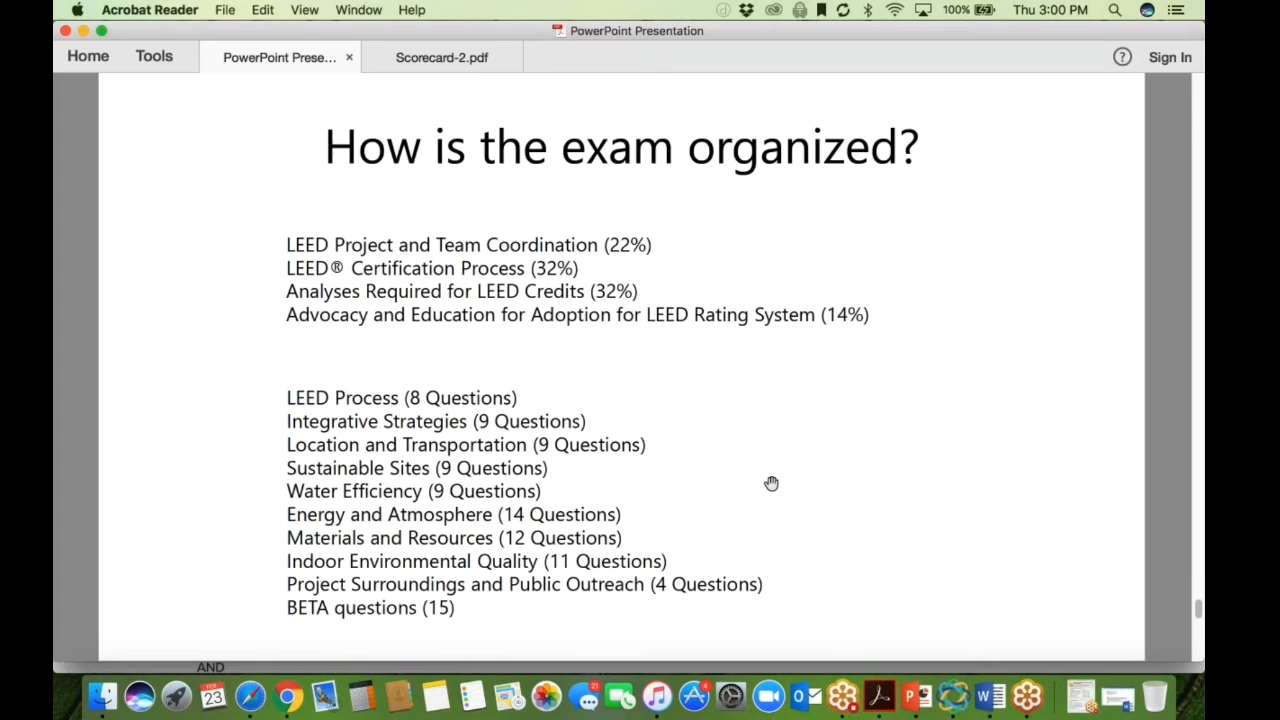 Acrobat Reader File Edit View Window Help 100% Thu 3:00 PM
PowerPoint Presentation
Home Tools PowerPoint Prese... × Scorecard-2.pdf ? Sign In
How is the exam organized?
LEED Project and Team Coordination (22%)
LEED® Certification Process (32%)
Analyses Required for LEED Credits (32%)
Advocacy and Education for Adoption for LEED Rating System (14%)
LEED Process (8 Questions)
Integrative Strategies (9 Questions)
Location and Transportation (9 Questions)
Sustainable Sites (9 Questions)
Water Efficiency (9 Questions)
Energy and Atmosphere (14 Questions)
Materials and Resources (12 Questions)
Indoor Environmental Quality (11 Questions)
Project Surroundings and Public Outreach (4 Questions)
BETA questions (15)
AND
23 21